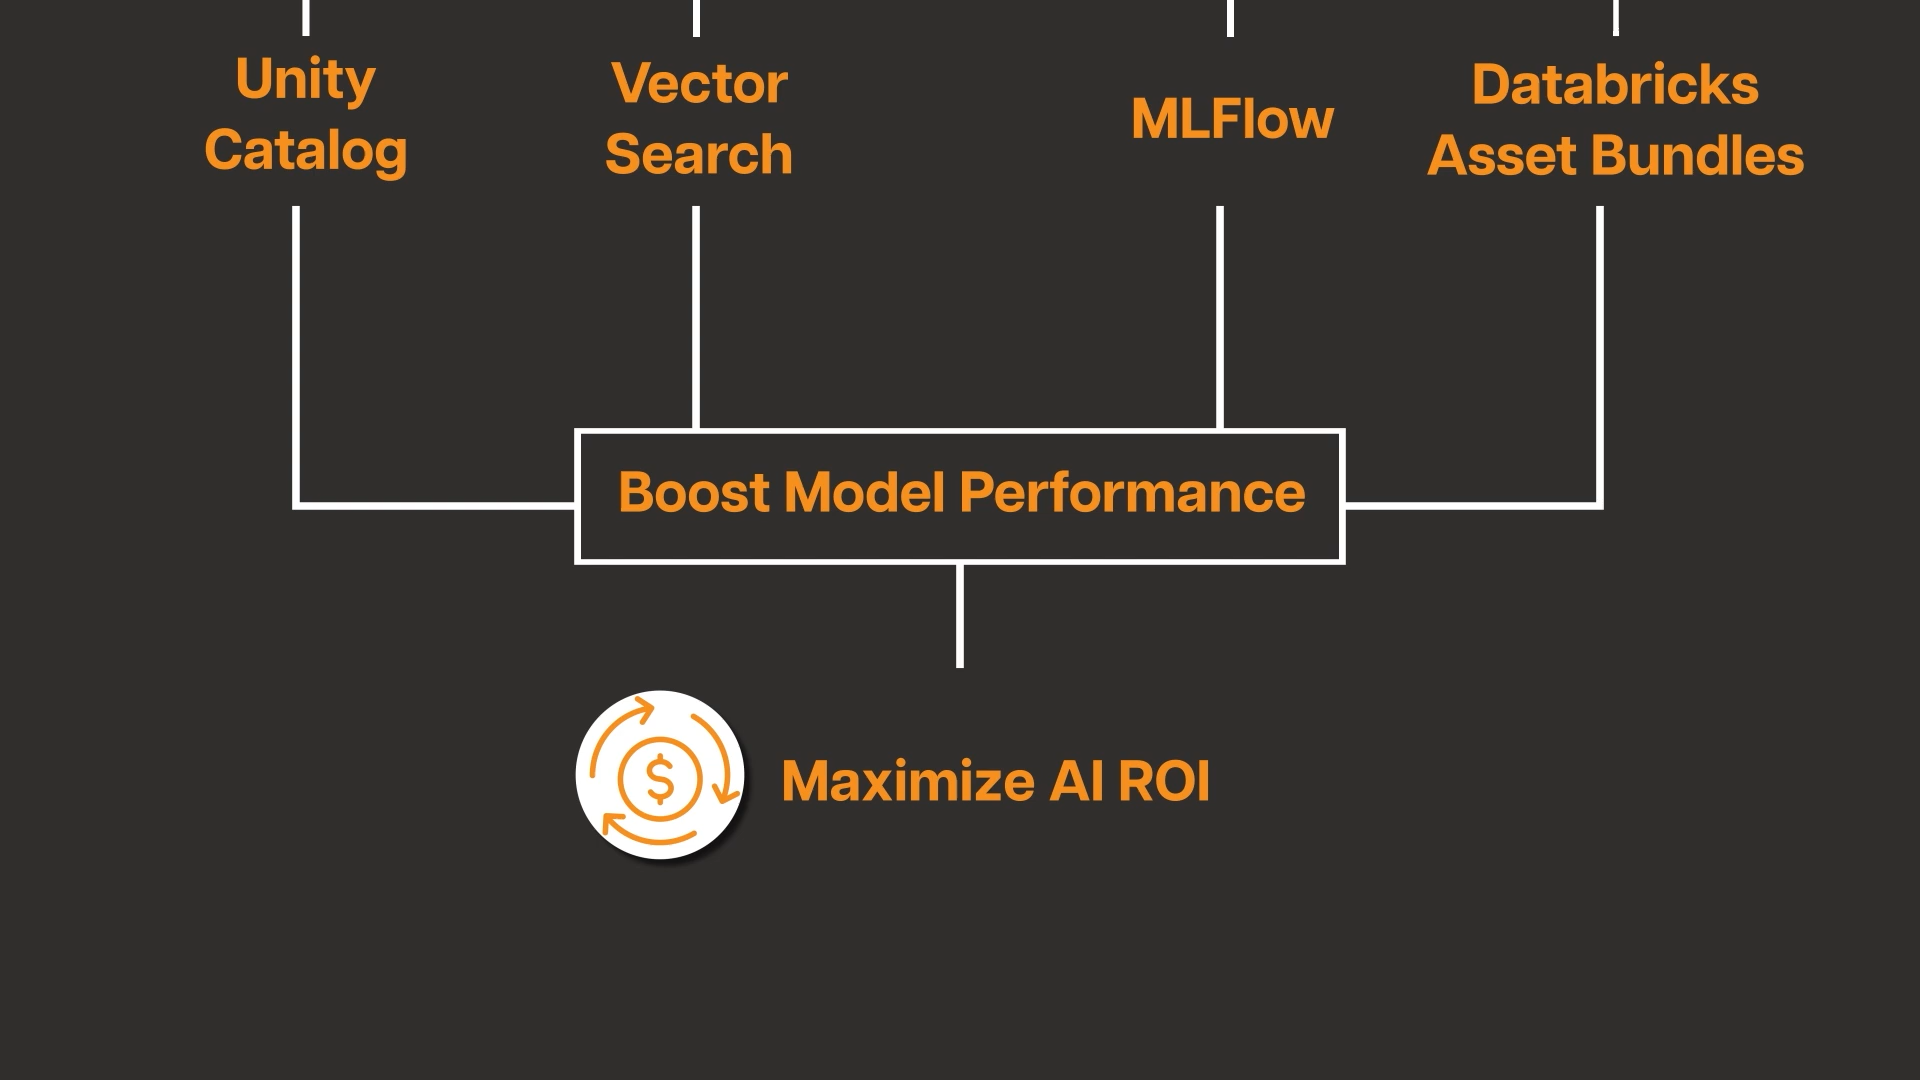 Unity
Catalog
Vector
Search
MLFlow
Databricks
Asset Bundles
Boost Model Performance
$
Maximize AI ROI